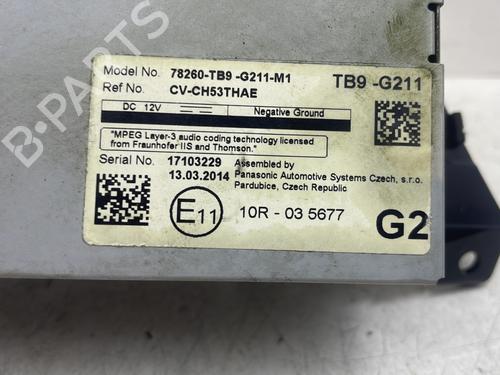 B-PARTS
Model No. 78260-TB9 -G211-M1 TB9 -G211
Ref No. CV-CH53THAE
DC 12V Negative Ground
"MPEG Layer-3 audio coding technology licensed
from Fraunhofer IIS and Thomson."
Serial No. 17103229 Assembled by
13.03.2014 Panasonic Automotive Systems Czech, s.r.o.
Pardubice, Czech Republic
E11 10R - 03 5677 G2